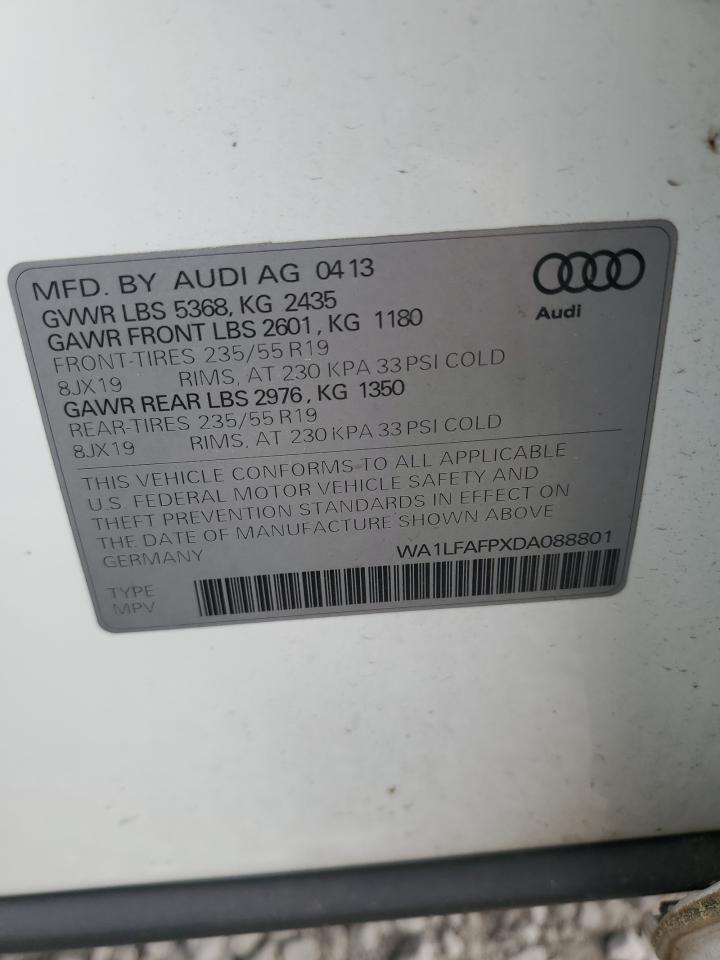 MFD. BY AUDI AG 0413
GVWR LBS 5368, KG 2435
GAWR FRONT LBS 2601, KG 1180
FRONT-TIRES 235/55 R19
8JX19 RIMS, AT 230 KPA 33 PSI COLD
GAWR REAR LBS 2976, KG 1350
REAR-TIRES 235/55 R19
8JX19 RIMS, AT 230 KPA 33 PSI COLD
Audi
THIS VEHICLE CONFORMS TO ALL APPLICABLE
U.S. FEDERAL MOTOR VEHICLE SAFETY AND
THEFT PREVENTION STANDARDS IN EFFECT ON
THE DATE OF MANUFACTURE SHOWN ABOVE
GERMANY WA1LFAFPXDA088801
TYPE
MPV